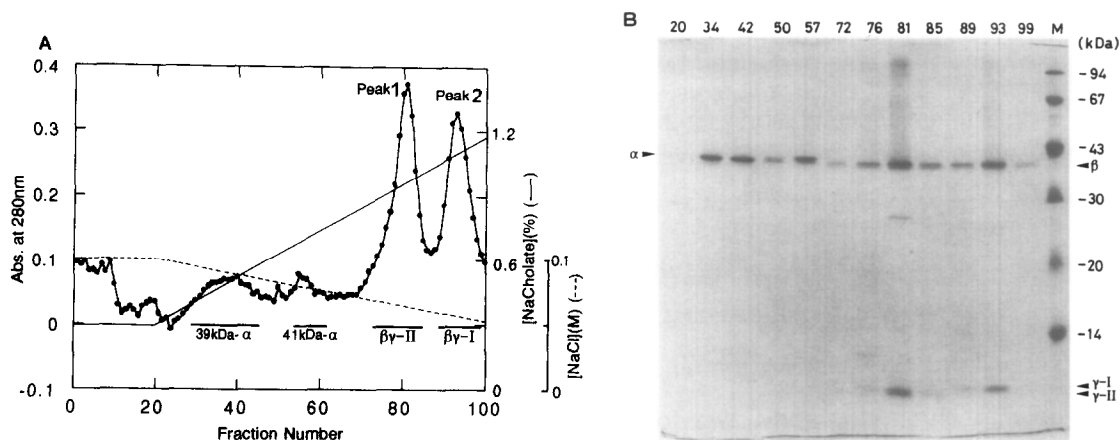 A
Abs. at 280nm
0.4
0.3
0.2
0.1
0
-0.1
Peak1
Peak2
39kDa-α
41kDa-α
βγ-II
βγ-I
0 20 40 60 80 100
Fraction Number
1.2
0.6
0
[NaCholate](%) (—)
0.1
0
[NaCl](M) (---)
B
20 34 42 50 57 72 76 81 85 89 93 99 M
(kDa)
-94
-67
-43
-30
-20
-14
α
β
γ-I
γ-II